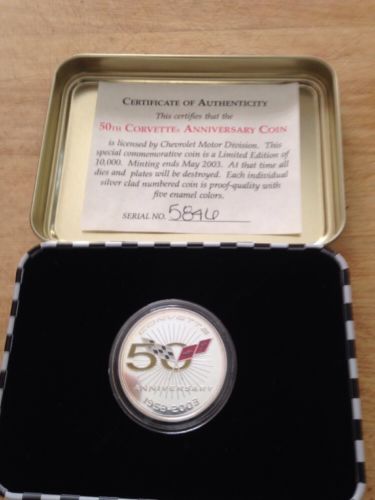 CERTIFICATE OF AUTHENTICITY
This certifies that the
50TH CORVETTE® ANNIVERSARY COIN
is licensed by Chevrolet Motor Division. This
special commemorative coin is a Limited Edition of
10,000. Minting ends May 2003. At that time all
dies and plates will be destroyed. Each individual
silver clad numbered coin is proof-quality with
five enamel colors.
SERIAL NO. 5846
CORVETTE
50
ANNIVERSARY
1953-2003